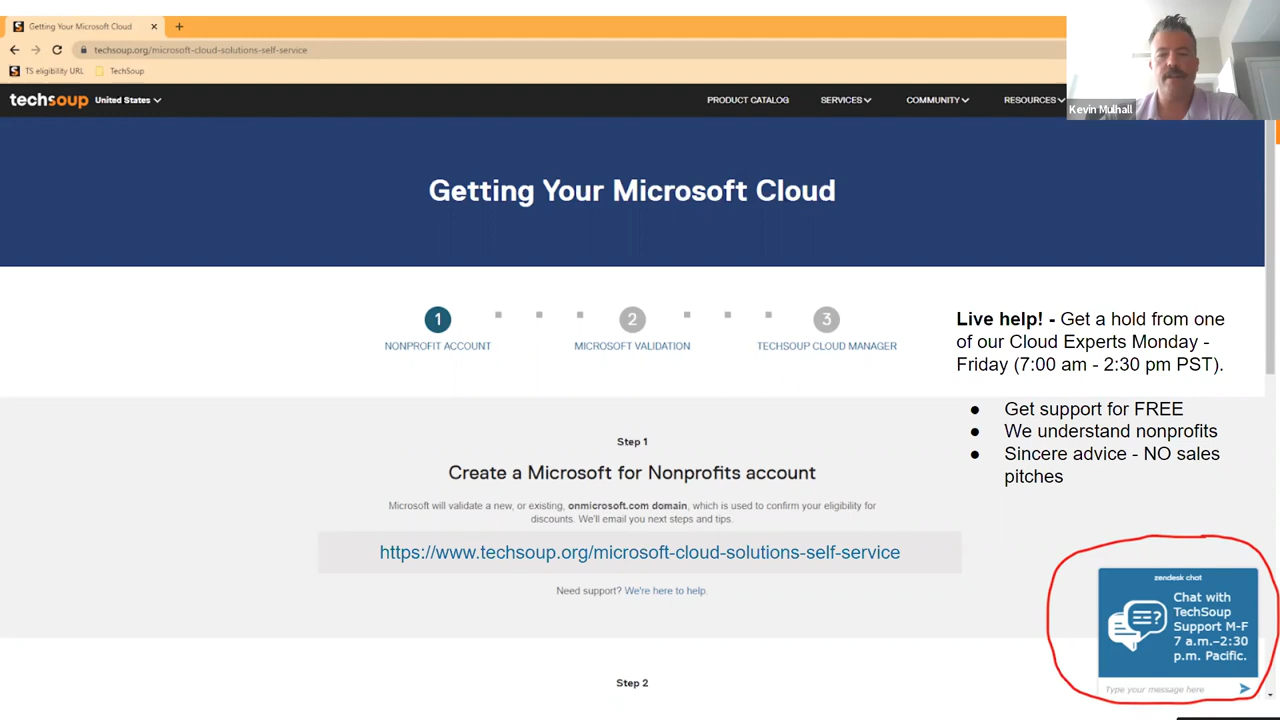 Getting Your Microsoft Cloud
techsoup.org/microsoft-cloud-solutions-self-service
TS eligibility URL TechSoup
techsoup United States PRODUCT CATALOG SERVICES COMMUNITY RESOURCES
Kevin Mulhall
Getting Your Microsoft Cloud
1 2 3
NONPROFIT ACCOUNT MICROSOFT VALIDATION TECHSOUP CLOUD MANAGER
Live help! - Get a hold from one
of our Cloud Experts Monday -
Friday (7:00 am - 2:30 pm PST).
● Get support for FREE
● We understand nonprofits
● Sincere advice - NO sales
pitches
Step 1
Create a Microsoft for Nonprofits account
Microsoft will validate a new, or existing, onmicrosoft.com domain, which is used to confirm your eligibility for
discounts. We'll email you next steps and tips.
https://www.techsoup.org/microsoft-cloud-solutions-self-service
Need support? We're here to help.
zendesk chat
Chat with
TechSoup
Support M-F
7 a.m.–2:30
p.m. Pacific.
Type your message here
Step 2